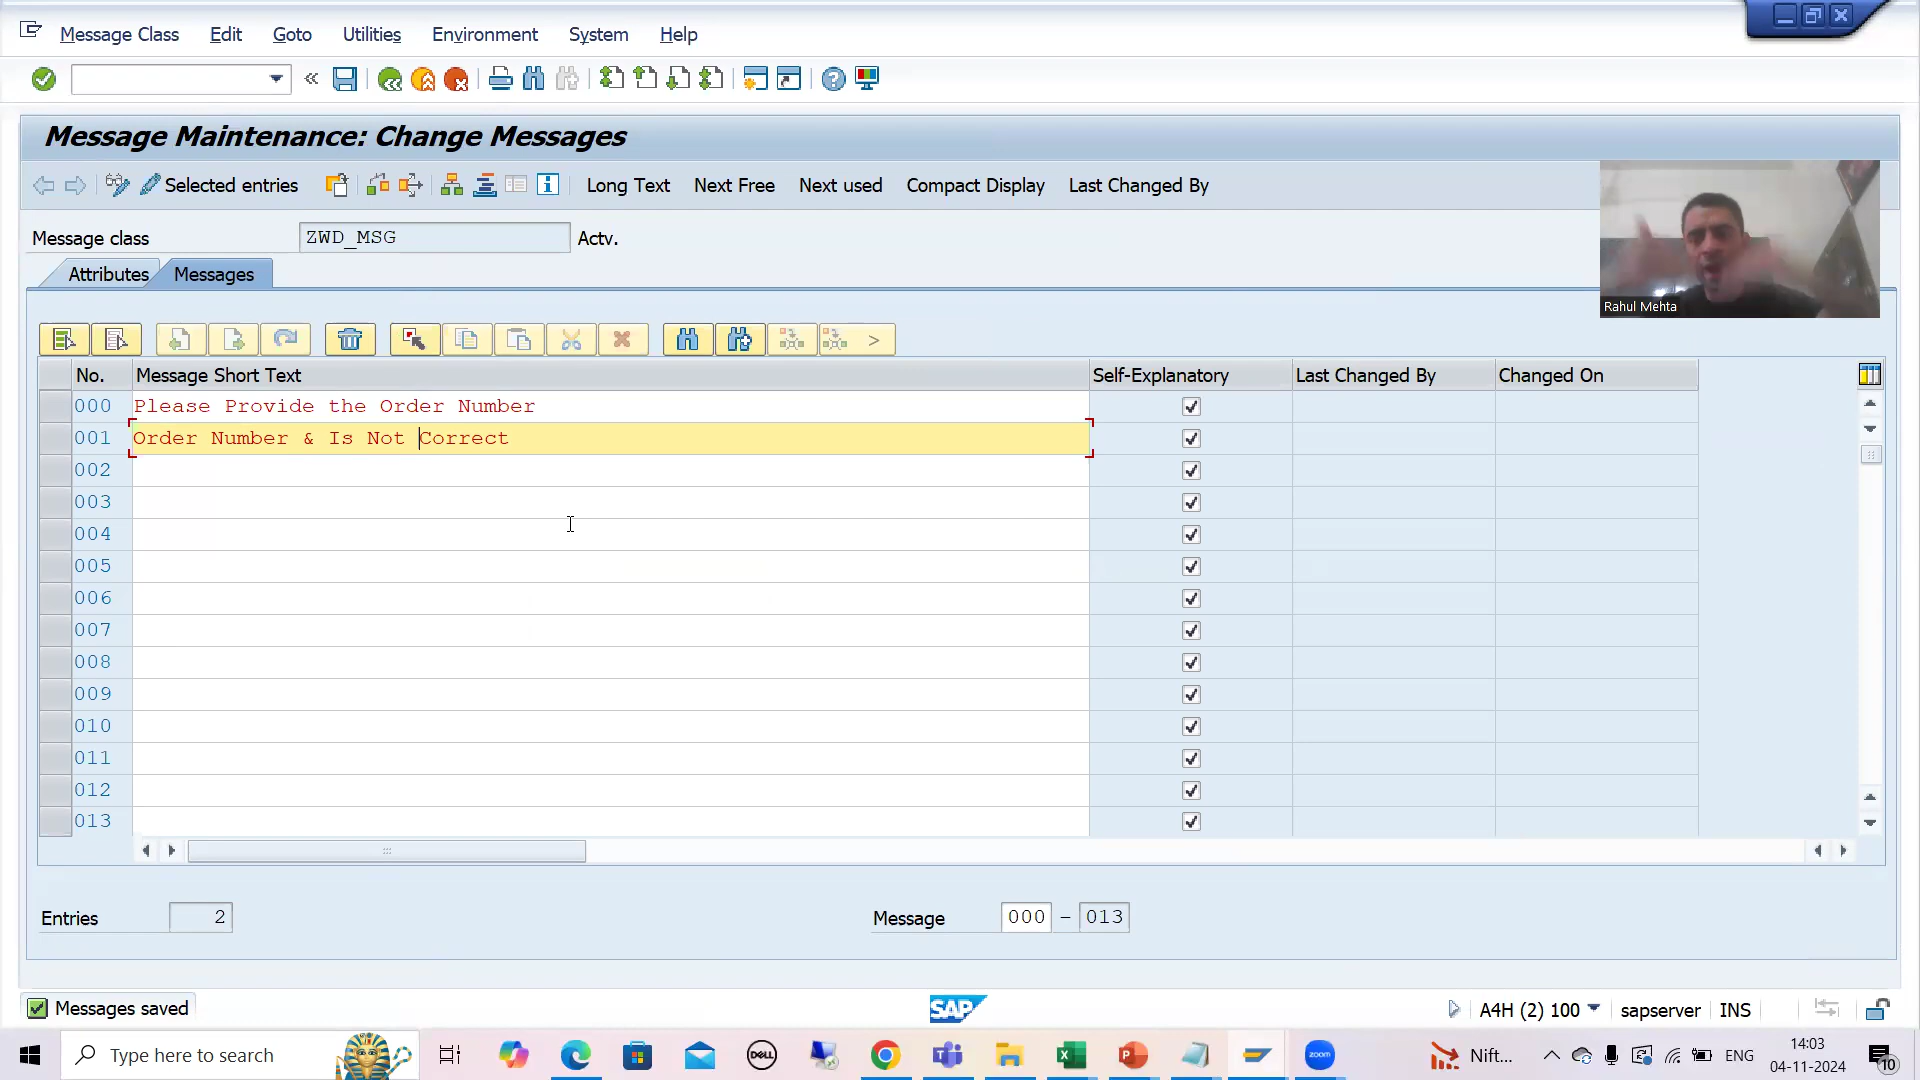 Message Class Edit Goto Utilities Environment System Help
Message Maintenance: Change Messages
Selected entries Long Text Next Free Next used Compact Display Last Changed By
Message class ZWD_MSG Actv.
Rahul Mehta
Attributes Messages
No. Message Short Text Self-Explanatory Last Changed By Changed On
000 Please Provide the Order Number
001 Order Number & Is Not Correct
002
003
004
005
006
007
008
009
010
011
012
013
Entries 2 Message 000 - 013
Messages saved SAP A4H (2) 100 sapserver INS
Type here to search DELL zoom Nift... ENG 14:03
04-11-2024 10